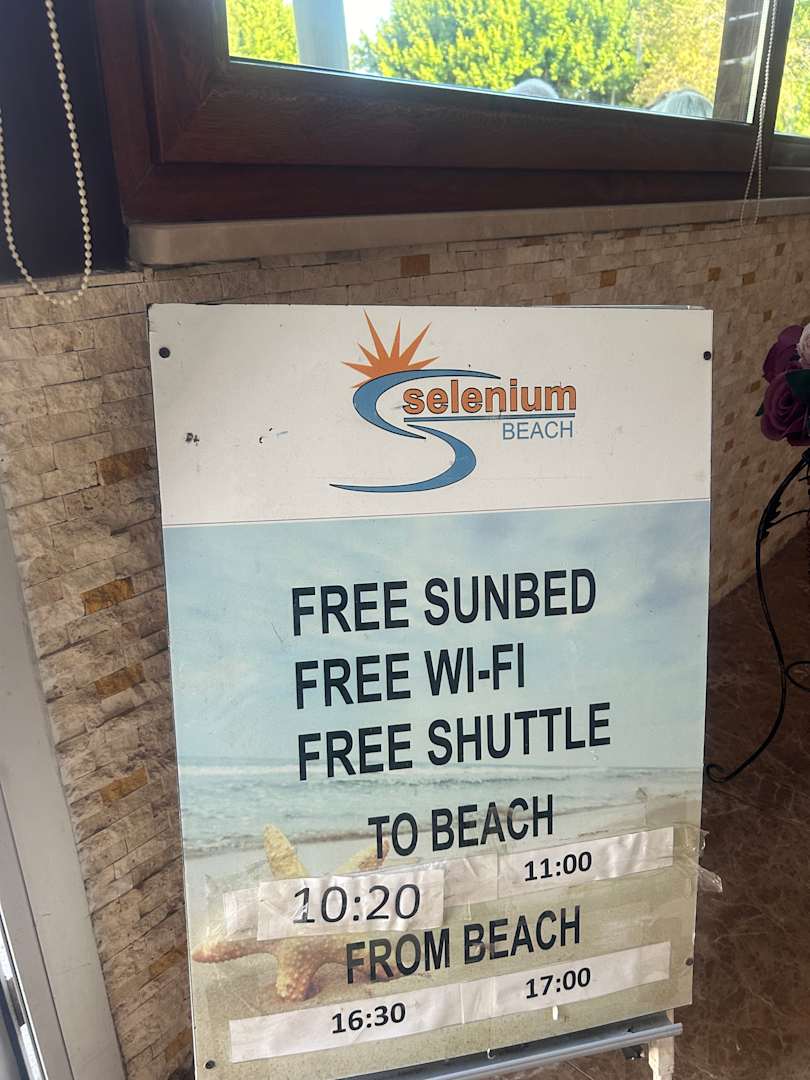 selenium
BEACH
FREE SUNBED
FREE WI-FI
FREE SHUTTLE
TO BEACH
10:20 11:00
FROM BEACH
16:30 17:00